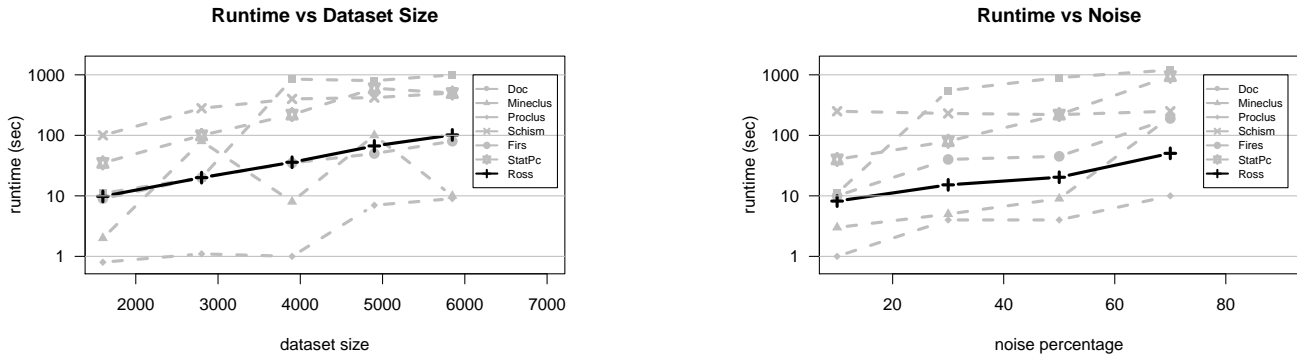 Runtime vs Dataset Size
runtime (sec)
1000
100
10
1
Doc
Mineclus
Proclus
Schism
Firs
StatPc
Ross
2000 3000 4000 5000 6000 7000
dataset size
Runtime vs Noise
runtime (sec)
1000
100
10
1
Doc
Mineclus
Proclus
Schism
Fires
StatPc
Ross
20 40 60 80
noise percentage